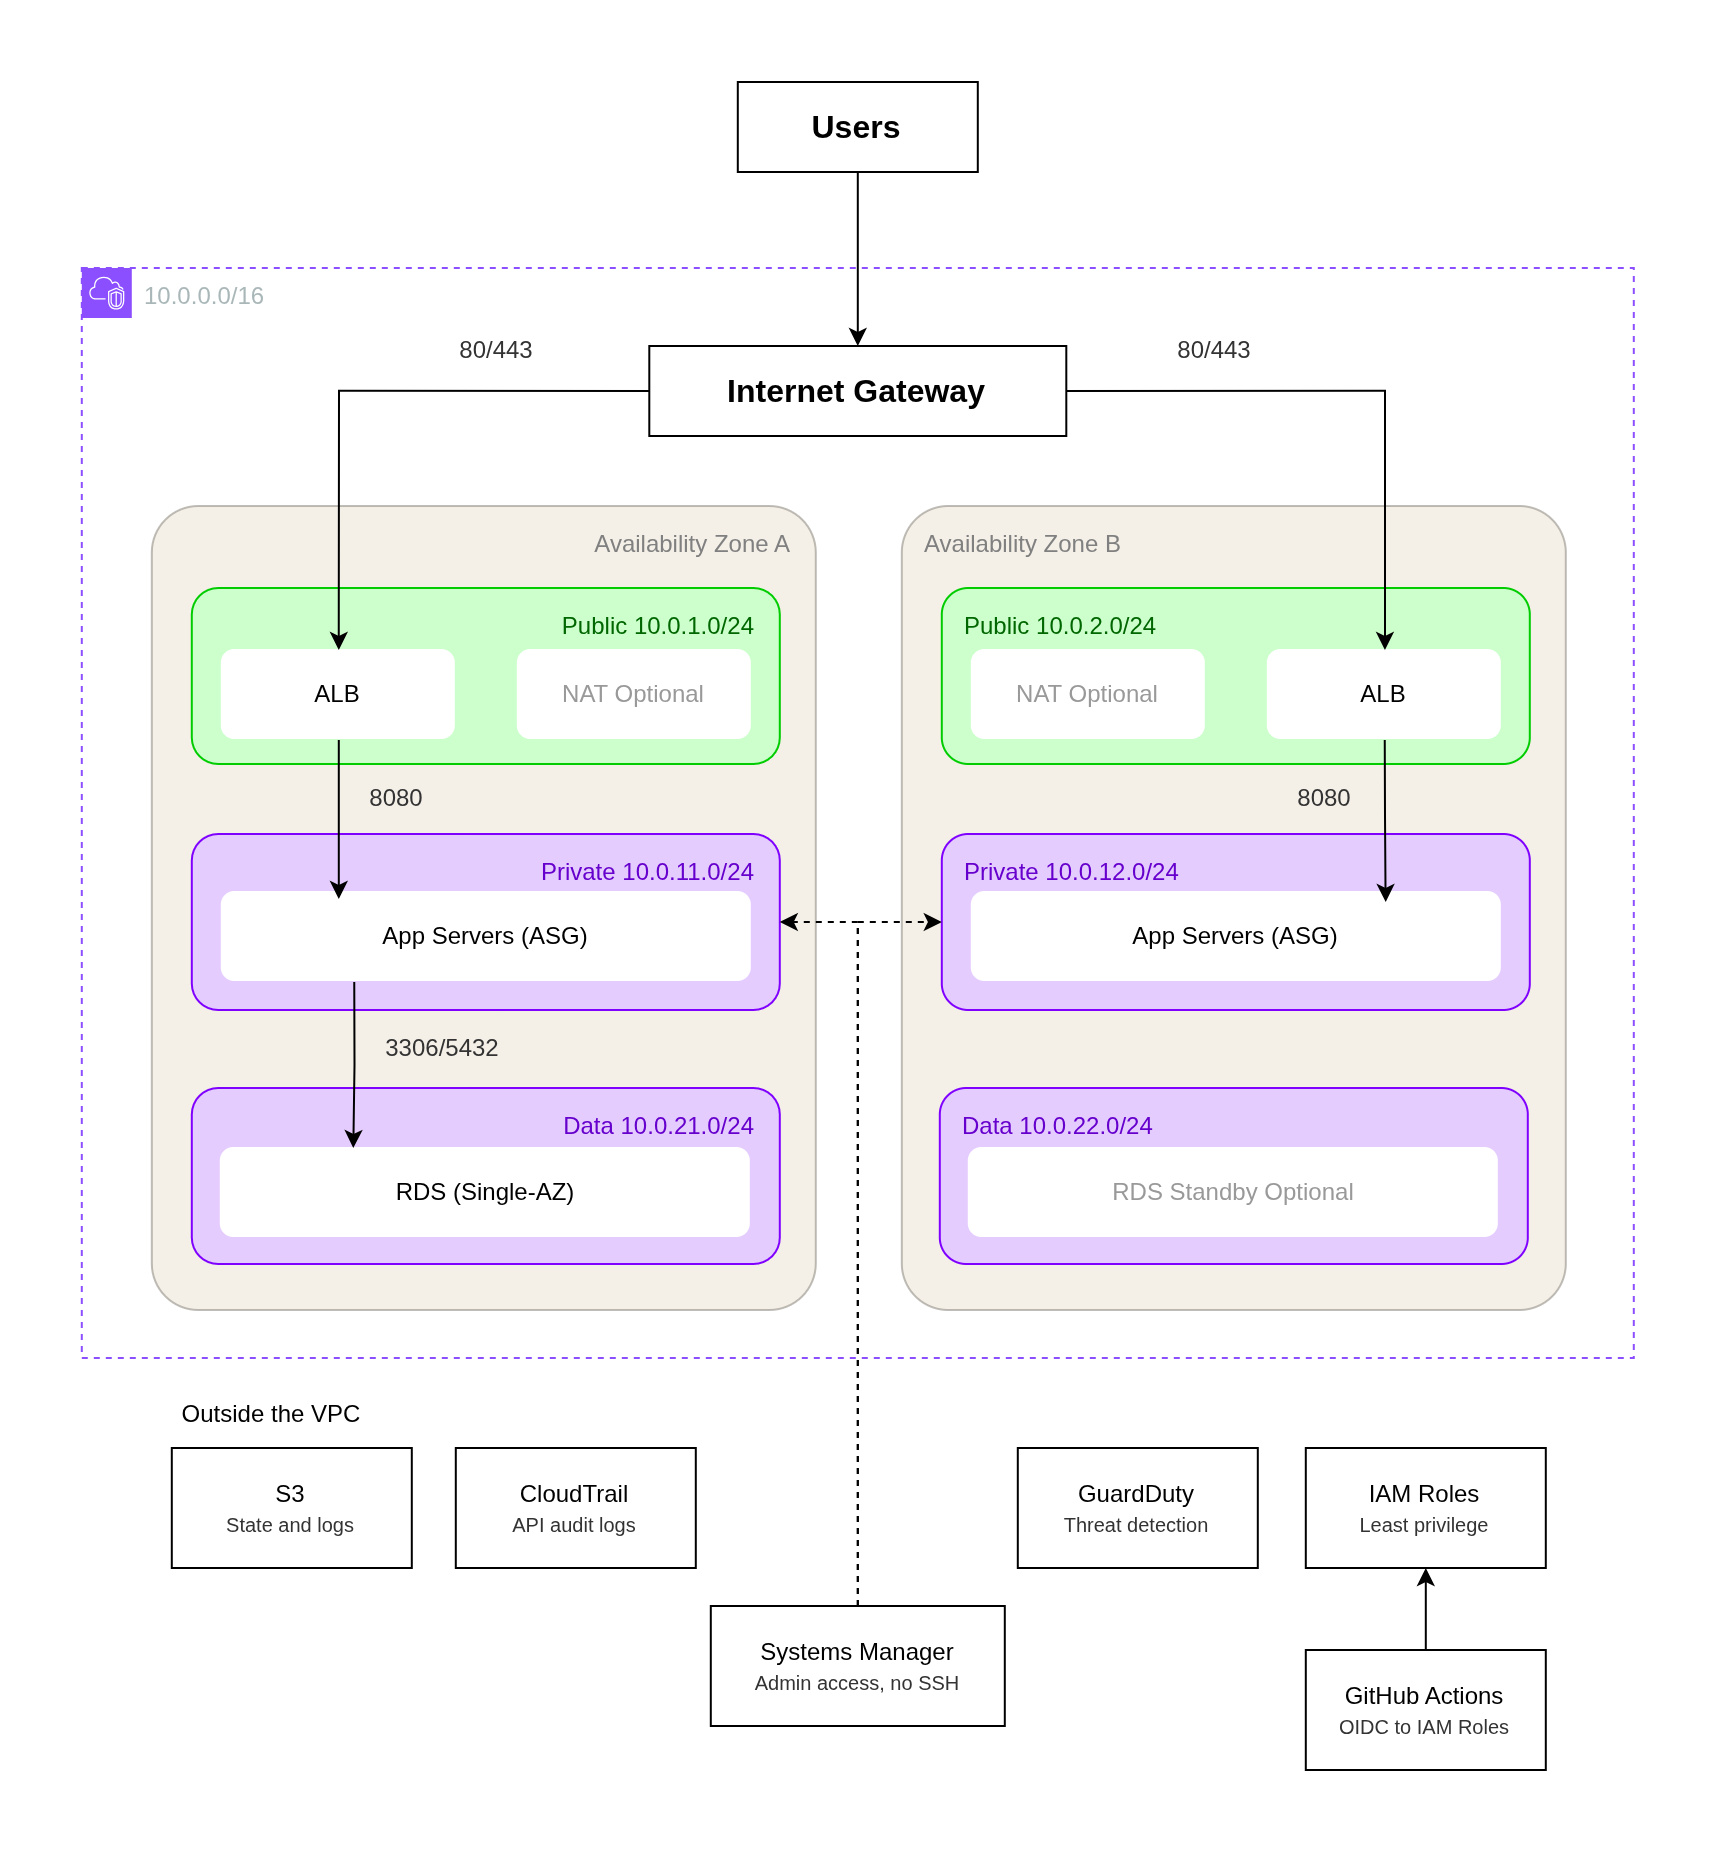 Users
10.0.0.0/16
80/443
80/443
Internet Gateway
Availability Zone A
Availability Zone B
Public 10.0.1.0/24
Public 10.0.2.0/24
ALB
NAT Optional
NAT Optional
ALB
8080
8080
Private 10.0.11.0/24
Private 10.0.12.0/24
App Servers (ASG)
App Servers (ASG)
3306/5432
Data 10.0.21.0/24
Data 10.0.22.0/24
RDS (Single-AZ)
RDS Standby Optional
Outside the VPC
S3
State and logs
CloudTrail
API audit logs
GuardDuty
Threat detection
IAM Roles
Least privilege
Systems Manager
Admin access, no SSH
GitHub Actions
OIDC to IAM Roles